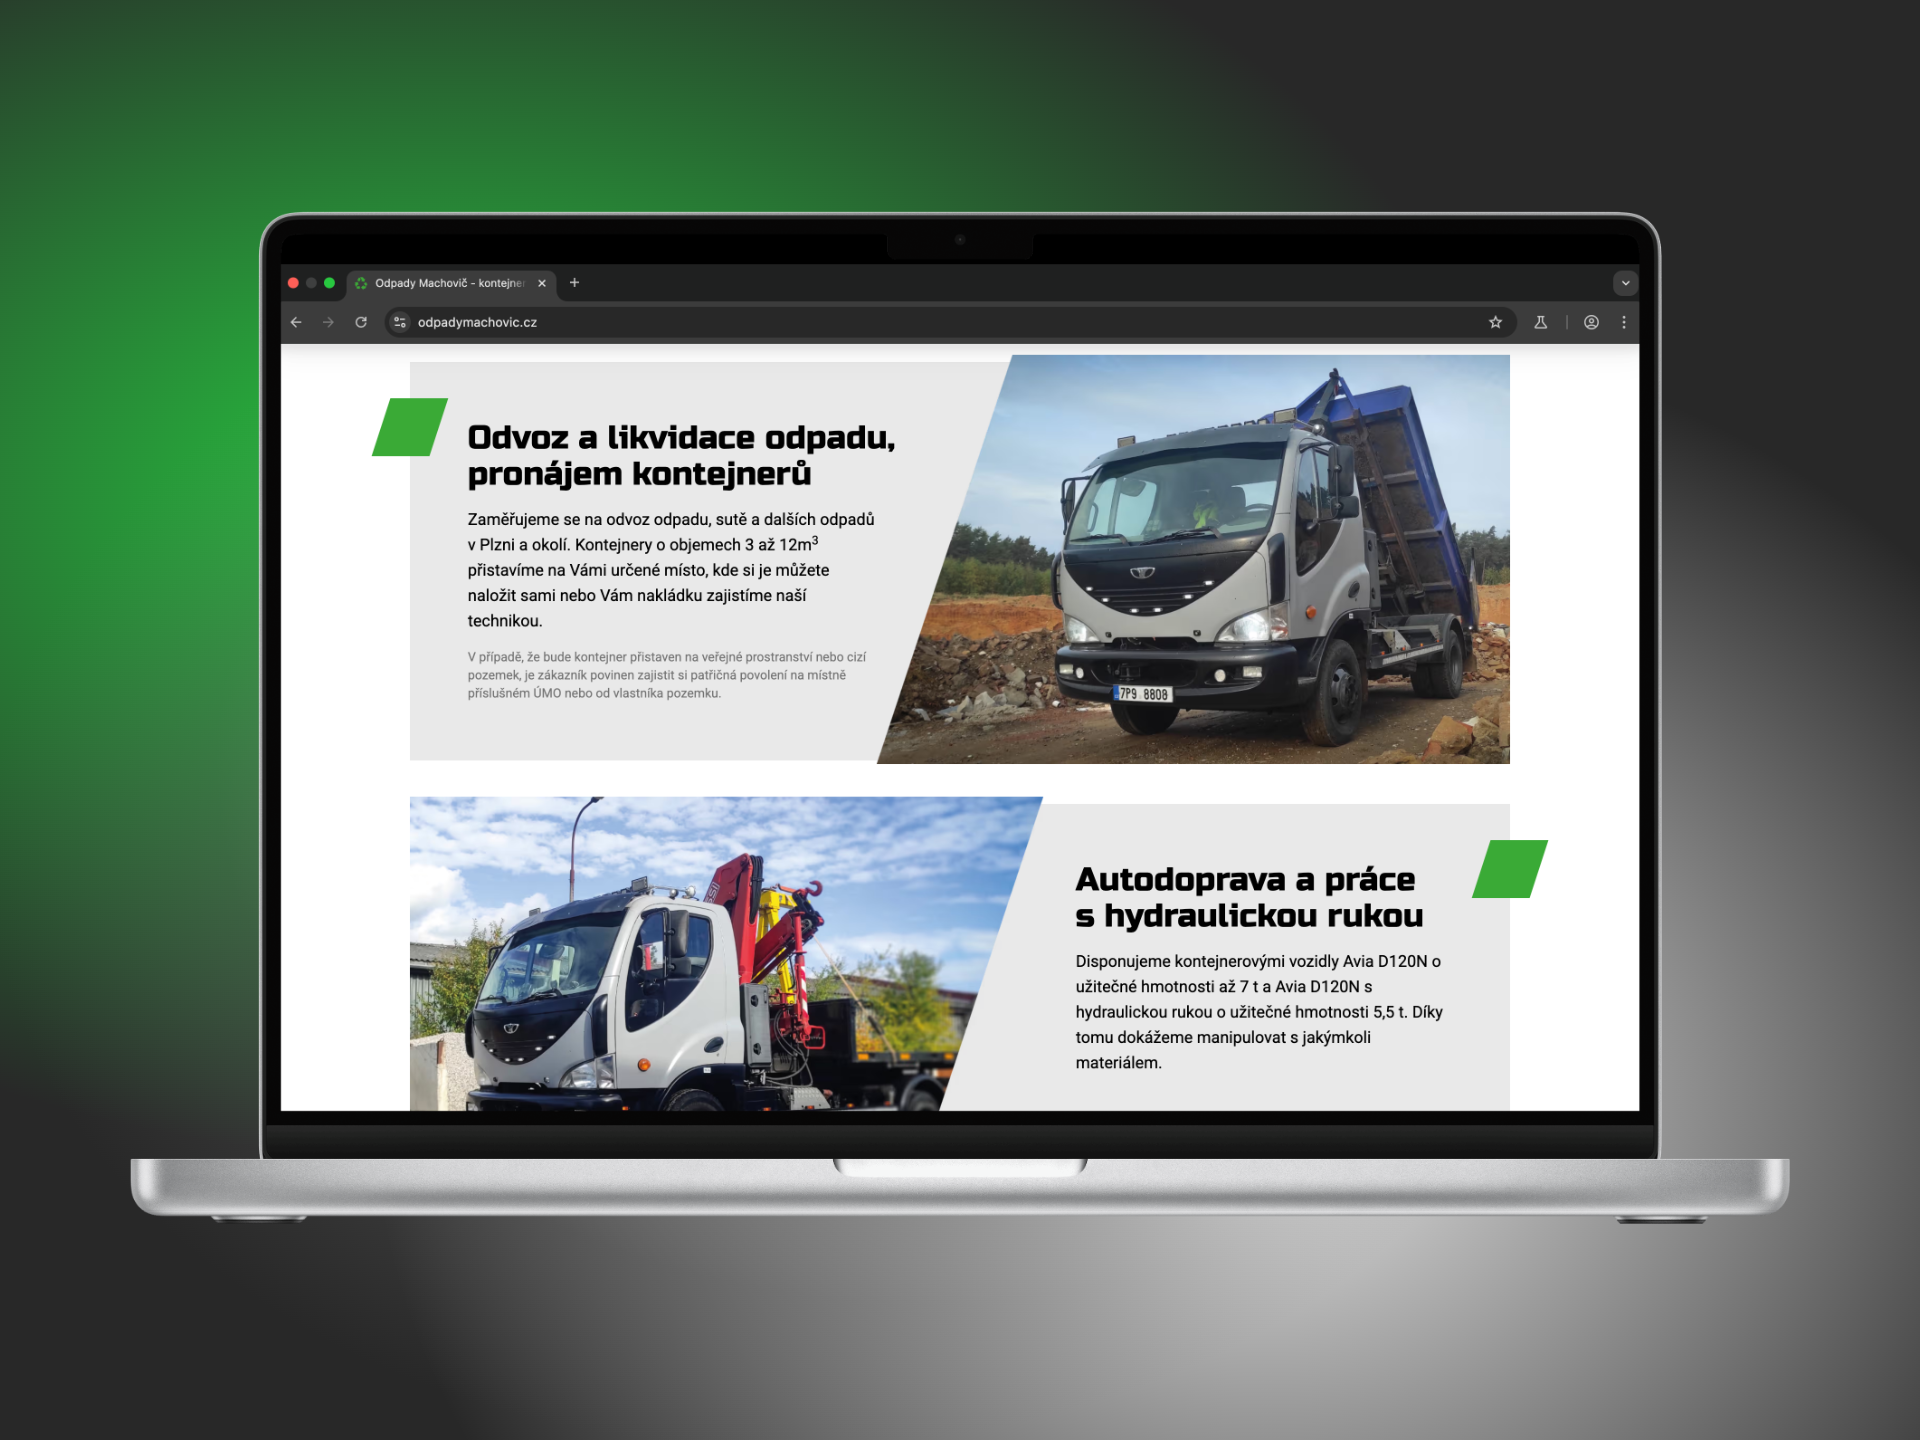 Odpady Machovič - kontejner
odpadymachovic.cz
Odvoz a likvidace odpadu,
pronájem kontejnerů
Zaměřujeme se na odvoz odpadu, sutě a dalších odpadů
v Plzni a okolí. Kontejnery o objemech 3 až 12m³
přistavíme na Vámi určené místo, kde si je můžete
naložit sami nebo Vám nakládku zajistíme naší
technikou.
V případě, že bude kontejner přistaven na veřejné prostranství nebo cizí
pozemek, je zákazník povinen zajistit si patřičná povolení na místně
příslušném ÚMO nebo od vlastníka pozemku.
7P9 8808
Autodoprava a práce
s hydraulickou rukou
Disponujeme kontejnerovými vozidly Avia D120N o
užitečné hmotnosti až 7 t a Avia D120N s
hydraulickou rukou o užitečné hmotnosti 5,5 t. Díky
tomu dokážeme manipulovat s jakýmkoli
materiálem.